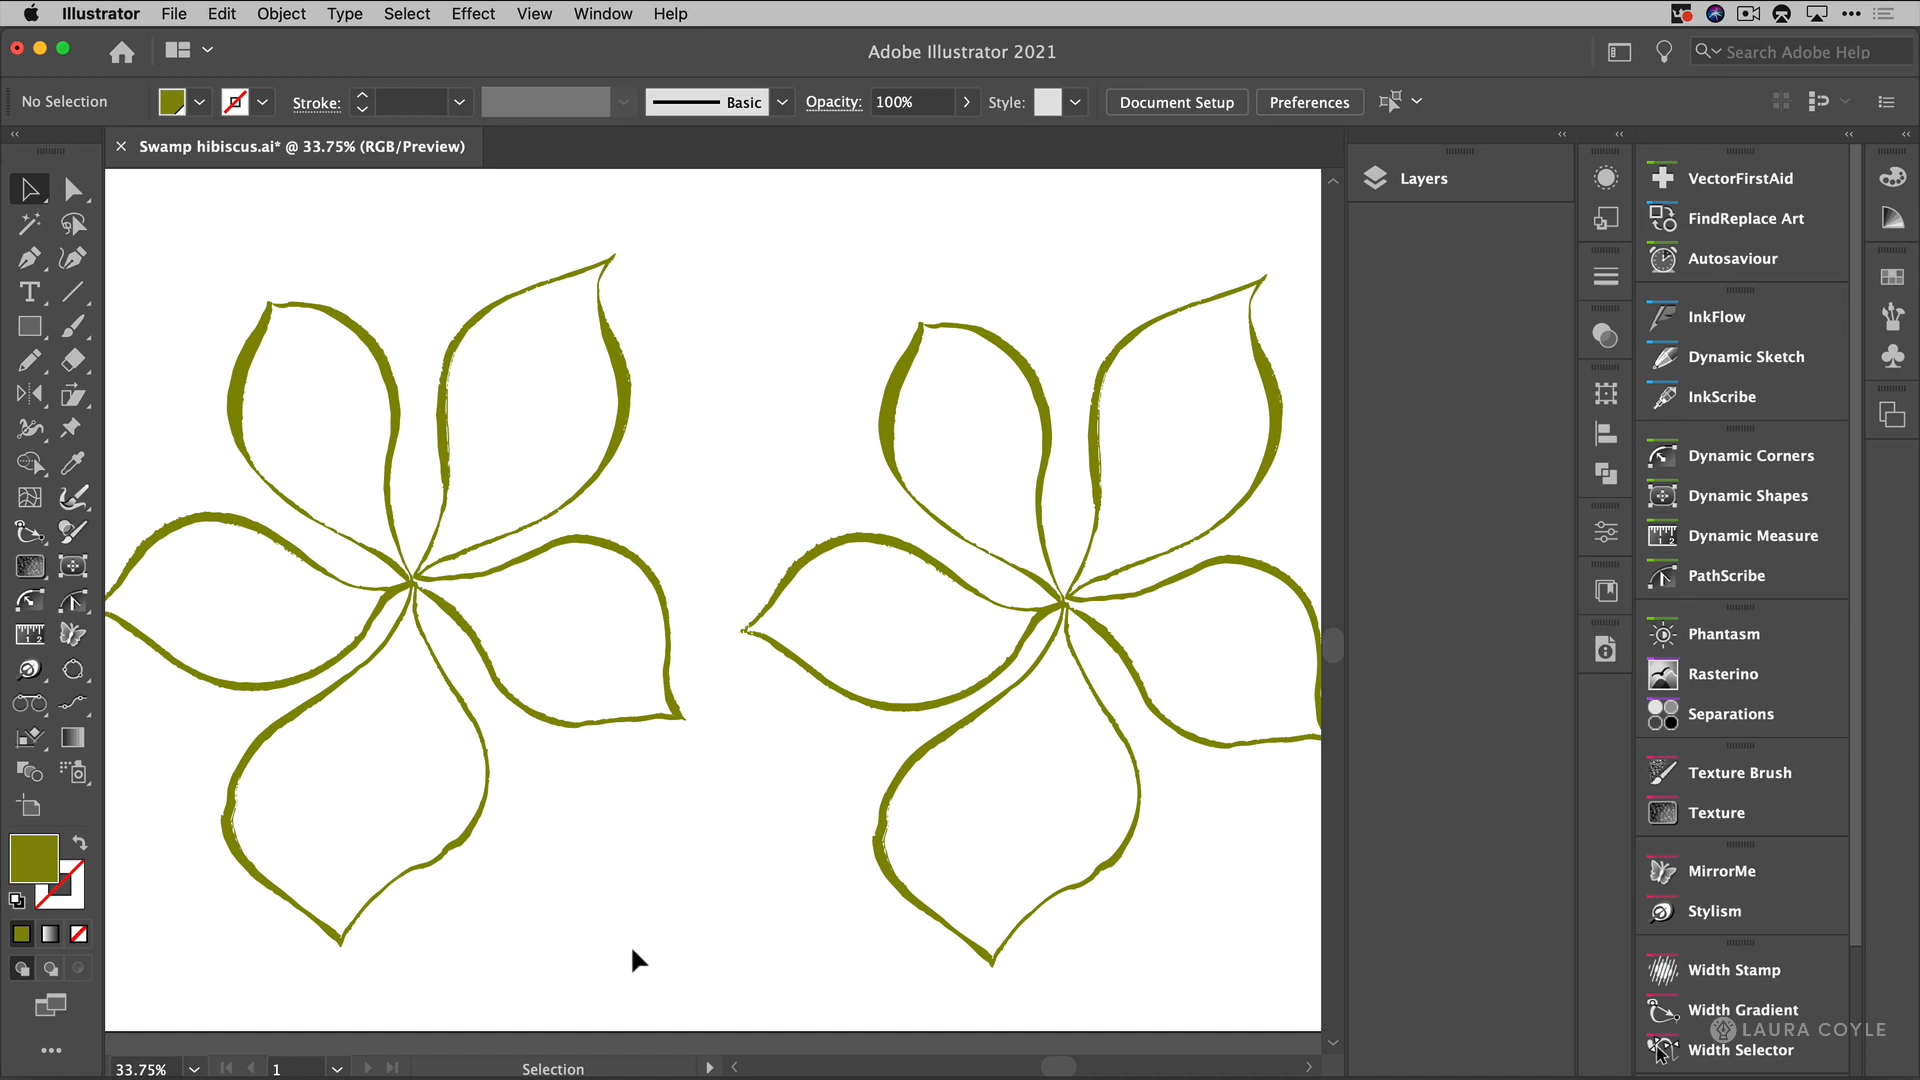 Illustrator File Edit Object Type Select Effect View Window Help
Adobe Illustrator 2021
Search Adobe Help
No Selection Stroke: Basic Opacity: 100% Style: Document Setup Preferences
Swamp hibiscus.ai* @ 33.75% (RGB/Preview)
Layers
VectorFirstAid
FindReplace Art
Autosaviour
InkFlow
Dynamic Sketch
InkScribe
Dynamic Corners
Dynamic Shapes
Dynamic Measure
PathScribe
Phantasm
Rasterino
Separations
Texture Brush
Texture
MirrorMe
Stylism
Width Stamp
Width Gradient
LAURA COYLE
Width Selector
33.75% 1 Selection